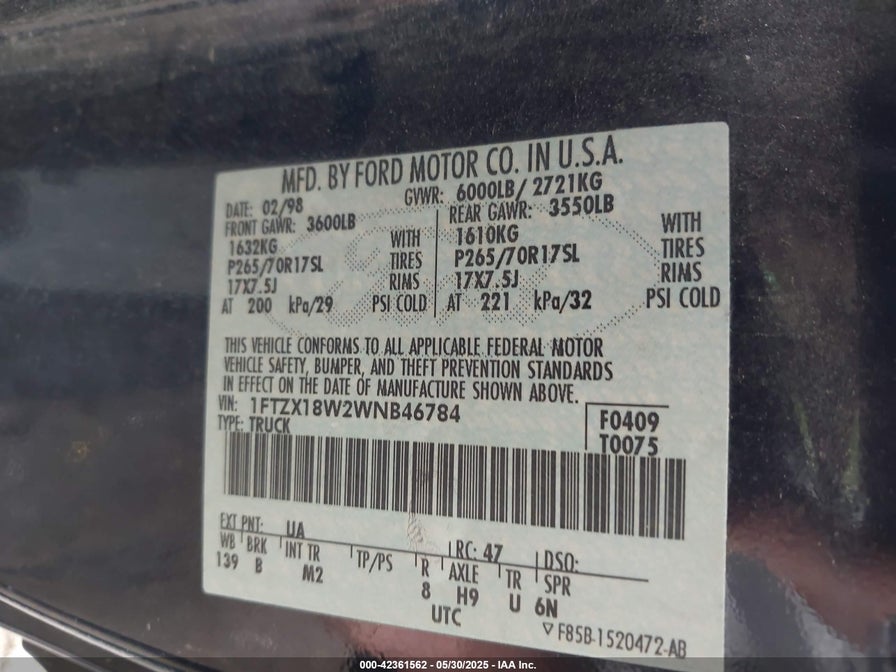 MFD. BY FORD MOTOR CO. IN U.S.A.
DATE: 02/98 GVWR: 6000LB/ 2721KG
FRONT GAWR: 3600LB REAR GAWR: 3550LB
1632KG WITH 1610KG WITH
P265/70R17SL TIRES P265/70R17SL TIRES
17X7.5J RIMS 17X7.5J RIMS
AT 200 kPa/29 PSI COLD AT 221 kPa/32 PSI COLD
THIS VEHICLE CONFORMS TO ALL APPLICABLE FEDERAL MOTOR
VEHICLE SAFETY, BUMPER, AND THEFT PREVENTION STANDARDS
IN EFFECT ON THE DATE OF MANUFACTURE SHOWN ABOVE.
VIN: 1FTZX18W2WNB46784 F0409
TYPE: TRUCK T0075
EXT PNT: UA RC: 47 DSO:
WB BRK INT TR TP/PS R AXLE TR SPR
139 B M2 8 H9 U 6N
UTC
▽ F85B-1520472-AB
000-42361562 — 05/30/2025 - IAA Inc.